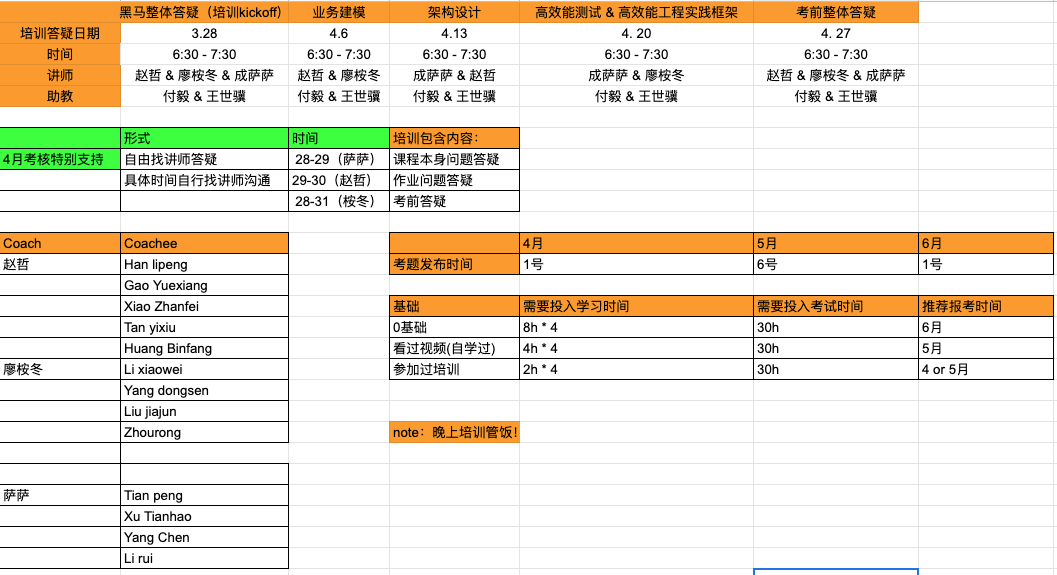 黑马整体答疑（培训kickoff) 业务建模 架构设计 高效能测试 & 高效能工程实践框架 考前整体答疑
培训答疑日期 3.28 4.6 4.13 4. 20 4. 27
时间 6:30 - 7:30 6:30 - 7:30 6:30 - 7:30 6:30 - 7:30 6:30 - 7:30
讲师 赵哲 & 廖桉冬 & 成萨萨 赵哲 & 廖桉冬 成萨萨 & 赵哲 成萨萨 & 廖桉冬 赵哲 & 廖桉冬 & 成萨萨
助教 付毅 & 王世骥 付毅 & 王世骥 付毅 & 王世骥 付毅 & 王世骥 付毅 & 王世骥
形式 时间 培训包含内容：
4月考核特别支持 自由找讲师答疑 28-29（萨萨） 课程本身问题答疑
具体时间自行找讲师沟通 29-30（赵哲） 作业问题答疑
28-31（桉冬） 考前答疑
Coach Coachee 4月 5月 6月
赵哲 Han lipeng 考题发布时间 1号 6号 1号
Gao Yuexiang
Xiao Zhanfei 基础 需要投入学习时间 需要投入考试时间 推荐报考时间
Tan yixiu 0基础 8h * 4 30h 6月
Huang Binfang 看过视频(自学过) 4h * 4 30h 5月
廖桉冬 Li xiaowei 参加过培训 2h * 4 30h 4 or 5月
Yang dongsen
Liu jiajun
Zhourong note：晚上培训管饭！
萨萨 Tian peng
Xu Tianhao
Yang Chen
Li rui